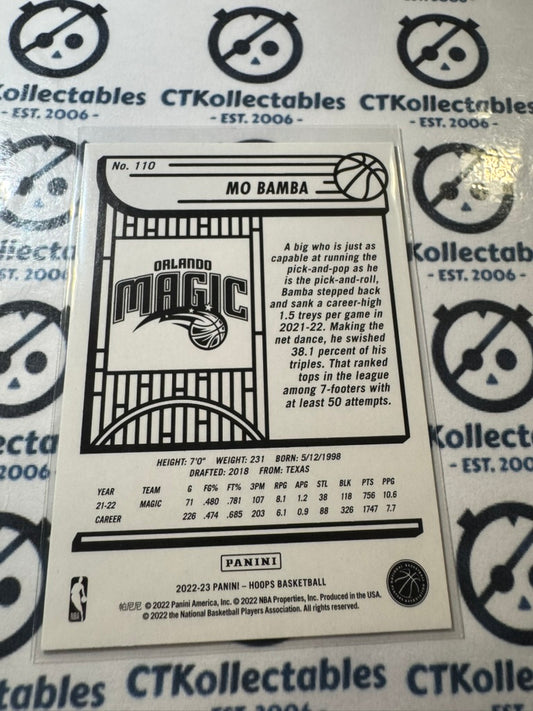 CTKollectables CTKollectables
- EST. 2006 - - EST. 2006 - - EST. 2006 -
No. 110
MO BAMBA
ORLANDO
MAGIC
A big who is just as
capable at running the
pick-and-pop as he
is the pick-and-roll,
Bamba stepped back
and sank a career-high
1.5 treys per game in
2021-22. Making the
net dance, he swished
38.1 percent of his
triples. That ranked
tops in the league
among 7-footers with
at least 50 attempts.
- EST. 2006 -
HEIGHT: 7'0" WEIGHT: 231 BORN: 5/12/1998
DRAFTED: 2018 FROM: TEXAS
YEAR TEAM G FG% FT% 3PM RPG APG STL BLK PTS PPG
21-22 MAGIC 71 .480 .781 107 8.1 1.2 38 118 756 10.6
CAREER 226 .474 .685 203 6.1 0.9 88 326 1747 7.7
PANINI
2022-23 PANINI – HOOPS BASKETBALL
NBA
帕尼尼 © 2022 Panini America, Inc. © 2022 NBA Properties, Inc. Produced in the USA.
© 2022 the National Basketball Players Association. All rights reserved.
CTKollectables
- EST. 2006 -